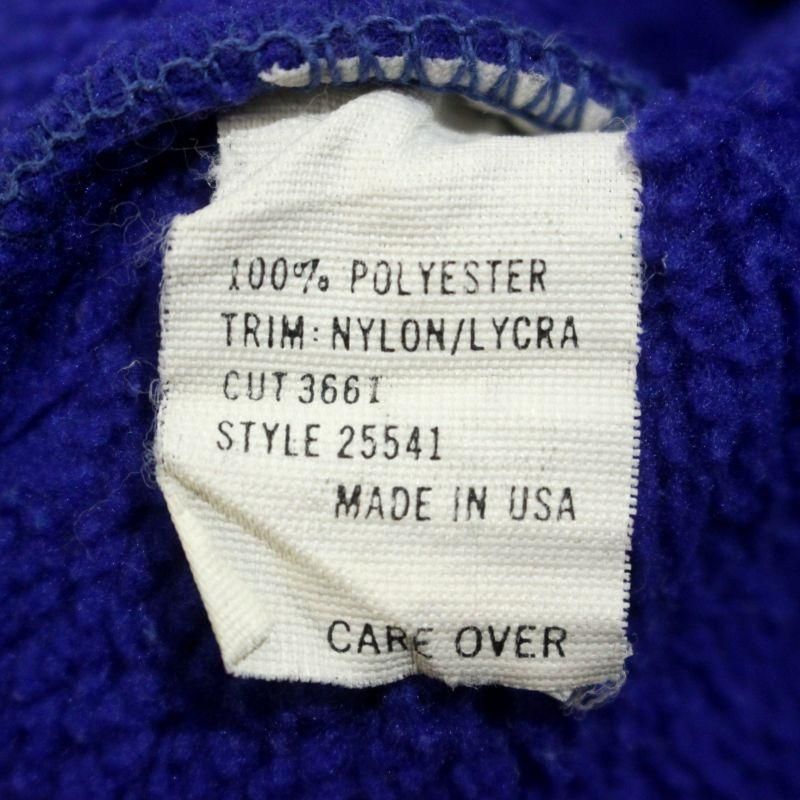 100% POLYESTER
TRIM: NYLON/LYCRA
CUT 3661
STYLE 25541
MADE IN USA
CARE OVER